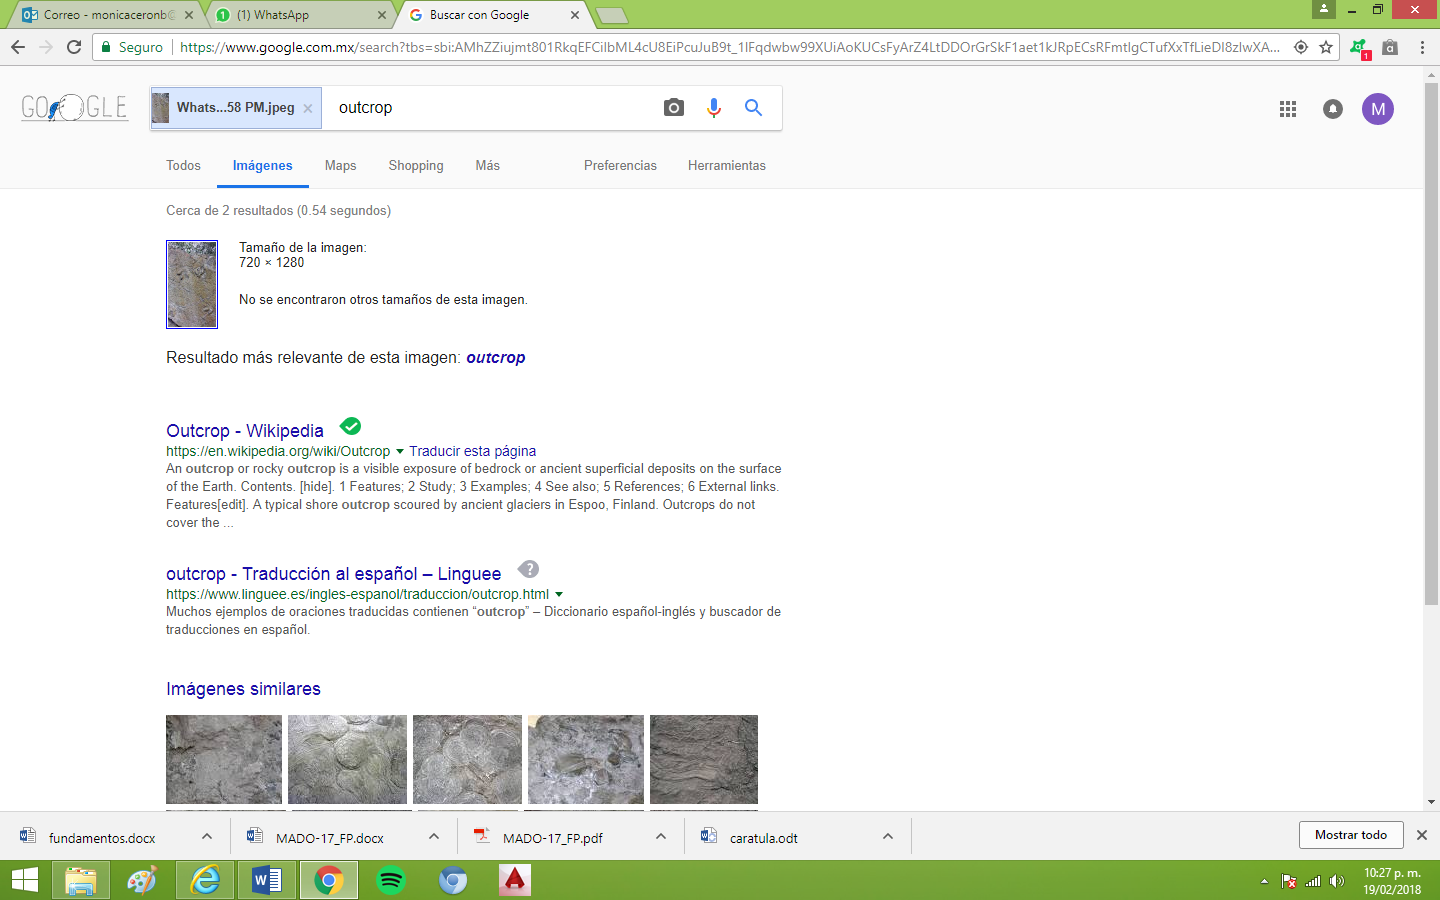 Correo - monicaceronb@
(1) WhatsApp
Buscar con Google
Seguro
https://www.google.com.mx/search?tbs=sbi:AMhZZiujmt801RkqEFCilbML4cU8EiPcuJuB9t_1IFqdwbw99XUiAoKUCsFyArZ4LtDDOrGrSkF1aet1kJRpECsRFmtlgCTufXxTfLieDI8zlwXA...
1
GOOGLE
Whats...58 PM.jpeg
outcrop
M
Todos
Imágenes
Maps
Shopping
Más
Preferencias
Herramientas
Cerca de 2 resultados (0.54 segundos)
Tamaño de la imagen:
720 × 1280
No se encontraron otros tamaños de esta imagen.
Resultado más relevante de esta imagen: outcrop
Outcrop - Wikipedia
https://en.wikipedia.org/wiki/Outcrop Traducir esta página
An outcrop or rocky outcrop is a visible exposure of bedrock or ancient superficial deposits on the surface
of the Earth. Contents. [hide]. 1 Features; 2 Study; 3 Examples; 4 See also; 5 References; 6 External links.
Features[edit]. A typical shore outcrop scoured by ancient glaciers in Espoo, Finland. Outcrops do not
cover the ...
outcrop - Traducción al español – Linguee
?
https://www.linguee.es/ingles-espanol/traduccion/outcrop.html
Muchos ejemplos de oraciones traducidas contienen “outcrop” – Diccionario español-inglés y buscador de
traducciones en español.
Imágenes similares
fundamentos.docx
MADO-17_FP.docx
MADO-17_FP.pdf
caratula.odt
Mostrar todo
10:27 p. m.
19/02/2018